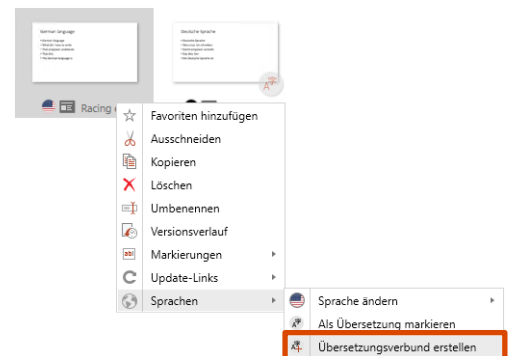 German language
Deutsche Sprache
Racing
Favoriten hinzufügen
Ausschneiden
Kopieren
Löschen
Umbenennen
Versionsverlauf
Markierungen
Update-Links
Sprachen
Sprache ändern
Als Übersetzung markieren
Übersetzungsverbund erstellen